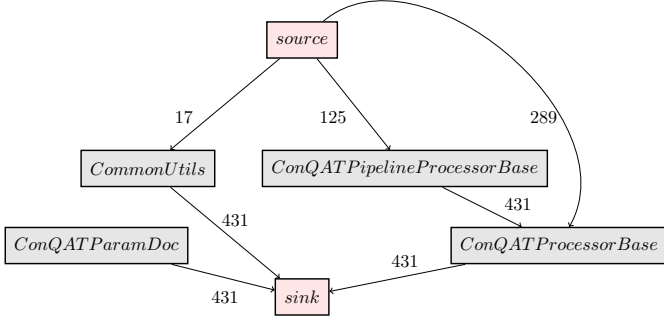 source
17
125
289
CommonUtils
ConQATPipelineProcessorBase
431
431
ConQATParamDoc
ConQATProcessorBase
431
431
sink